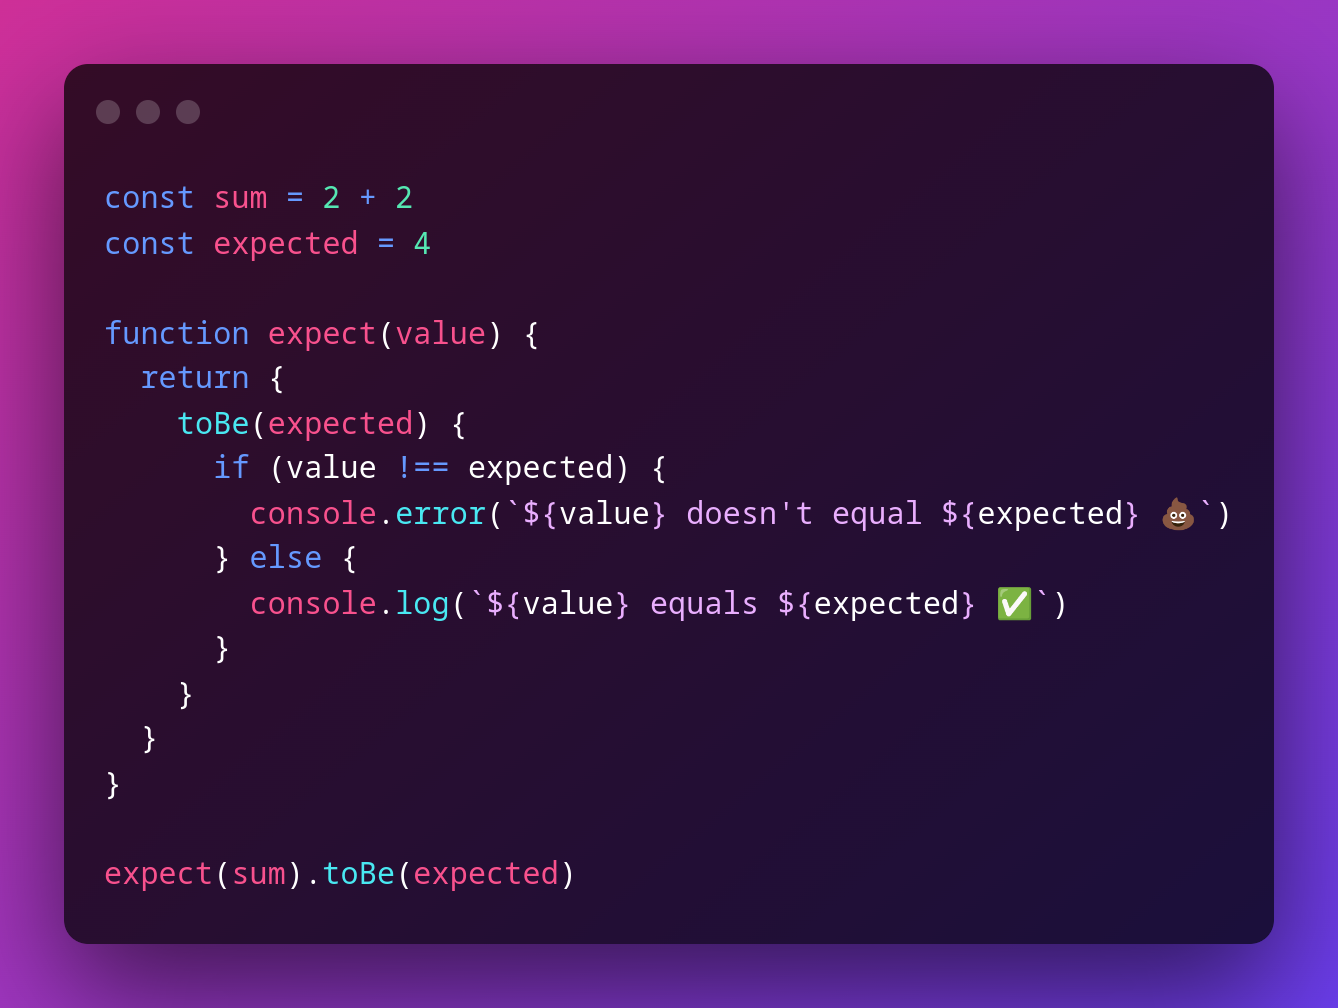 const sum = 2 + 2
const expected = 4

function expect(value) {
  return {
    toBe(expected) {
      if (value !== expected) {
        console.error(`${value} doesn't equal ${expected} 💩`)
      } else {
        console.log(`${value} equals ${expected} ✅`)
      }
    }
  }
}

expect(sum).toBe(expected)